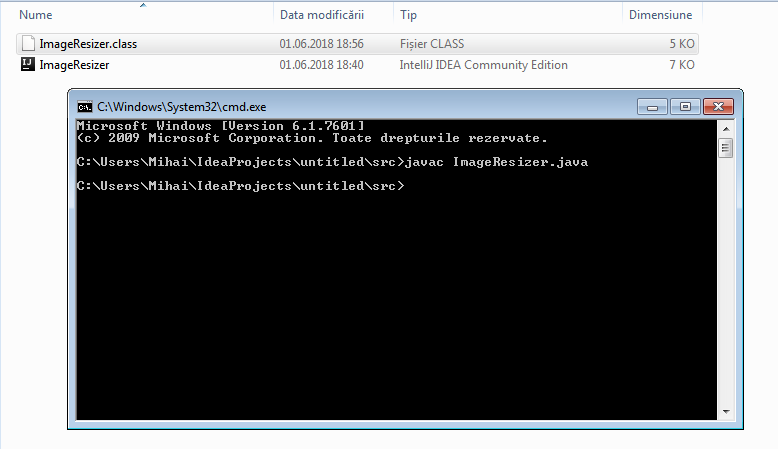 Nume Data modificării Tip Dimensiune
ImageResizer.class 01.06.2018 18:56 Fișier CLASS 5 KO
ImageResizer 01.06.2018 18:40 IntelliJ IDEA Community Edition 7 KO
C:\Windows\System32\cmd.exe
Microsoft Windows [Version 6.1.7601]
(c) 2009 Microsoft Corporation. Toate drepturile rezervate.
C:\Users\Mihai\IdeaProjects\untitled\src>javac ImageResizer.java
C:\Users\Mihai\IdeaProjects\untitled\src>